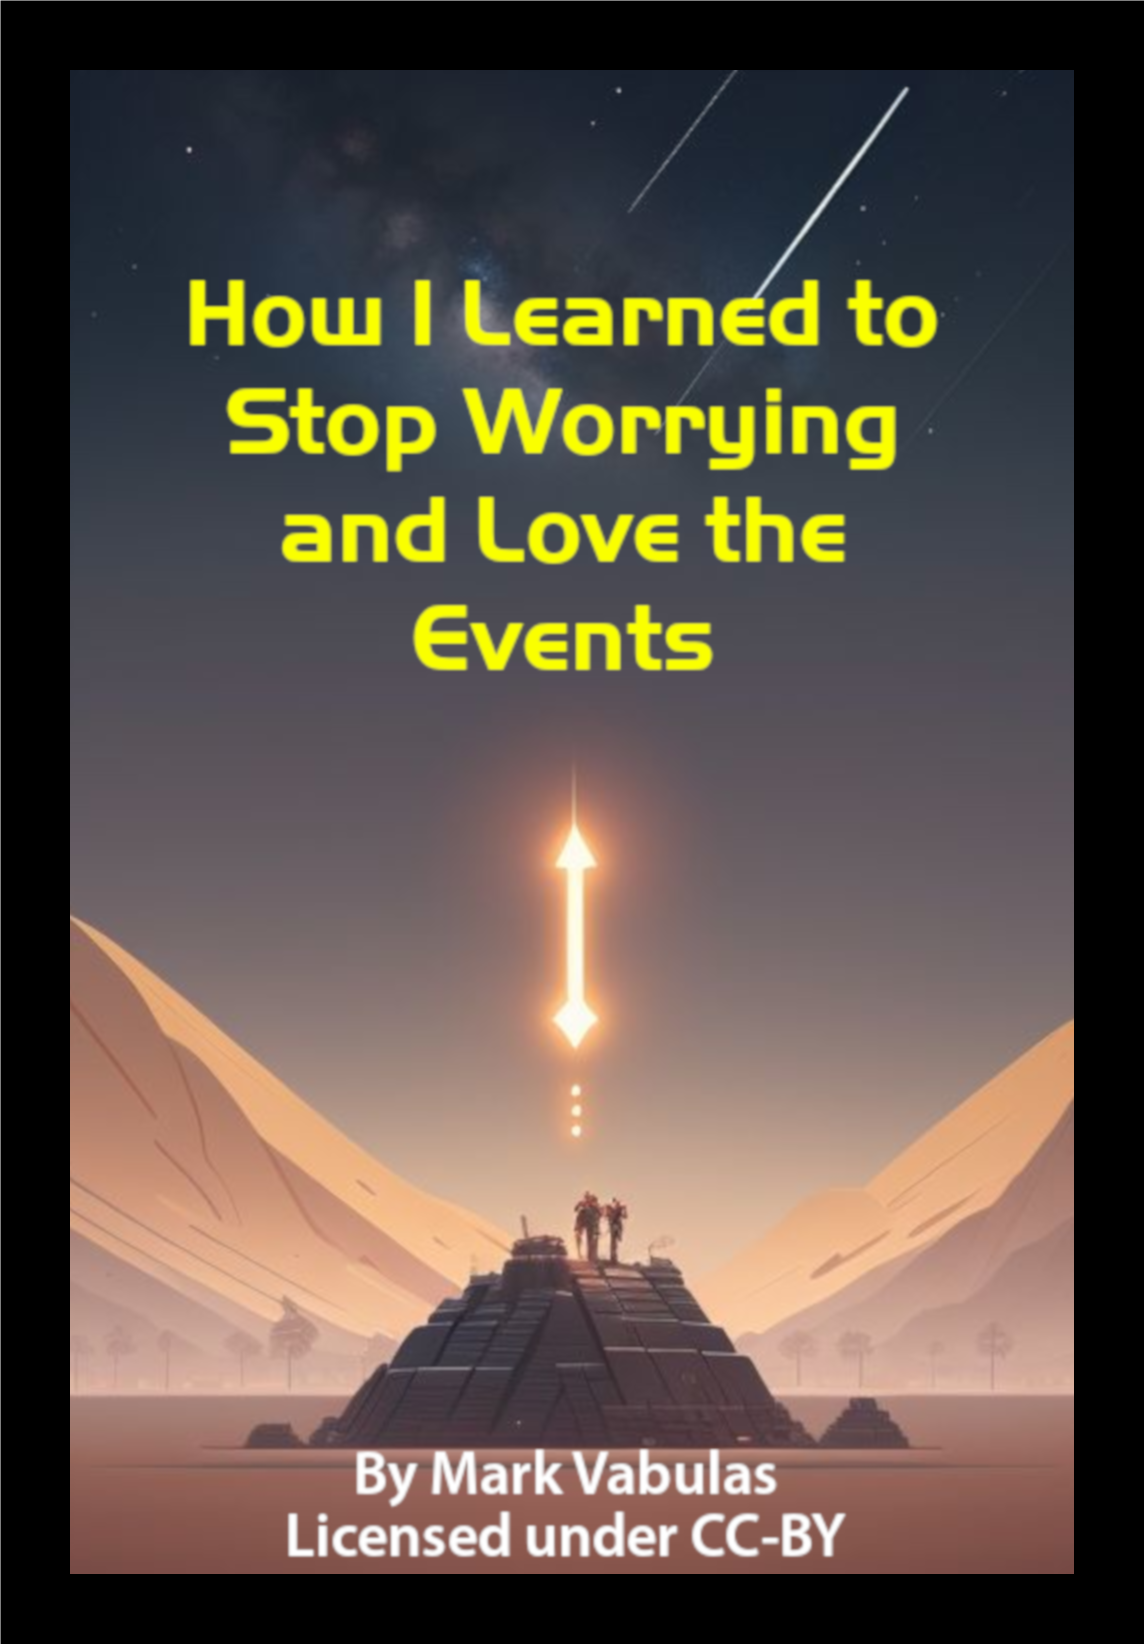 How I Learned to
Stop Worrying
and Love the
Events
By Mark Vabulas
Licensed under CC-BY